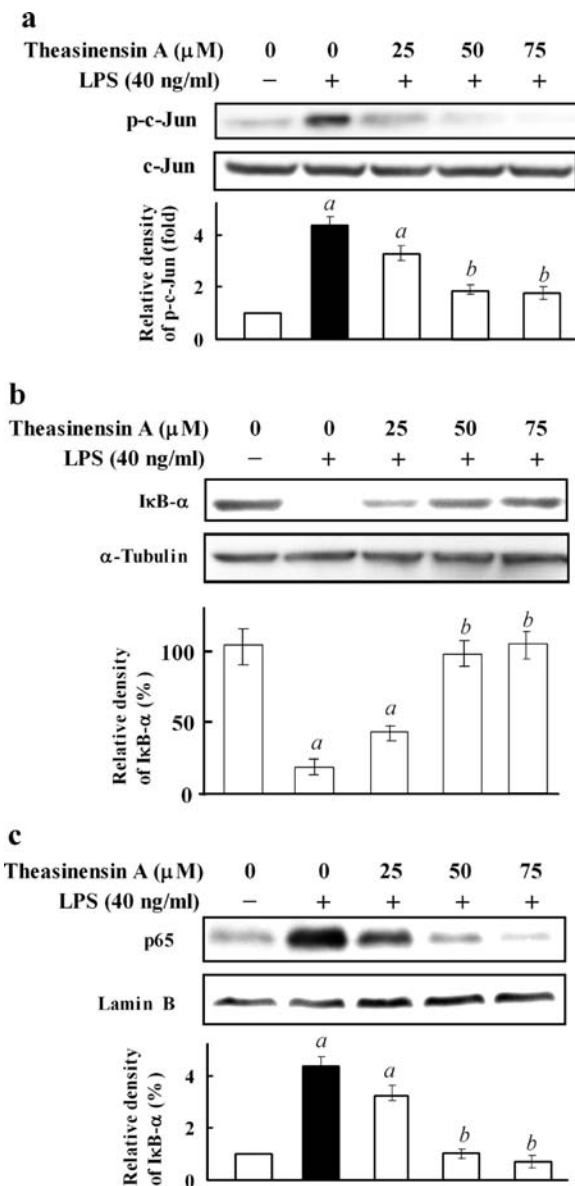 a
Theasinensin A (μM) 0 0 25 50 75
LPS (40 ng/ml) − + + + +
p-c-Jun
c-Jun
Relative density
of p-c-Jun (fold)
4
2
0
a a b b
b
Theasinensin A (μM) 0 0 25 50 75
LPS (40 ng/ml) − + + + +
IκB-α
α-Tubulin
Relative density
of IκB-α (%)
100
50
0
a a b b
c
Theasinensin A (μM) 0 0 25 50 75
LPS (40 ng/ml) − + + + +
p65
Lamin B
Relative density
of IκB-α (%)
4
2
0
a a b b